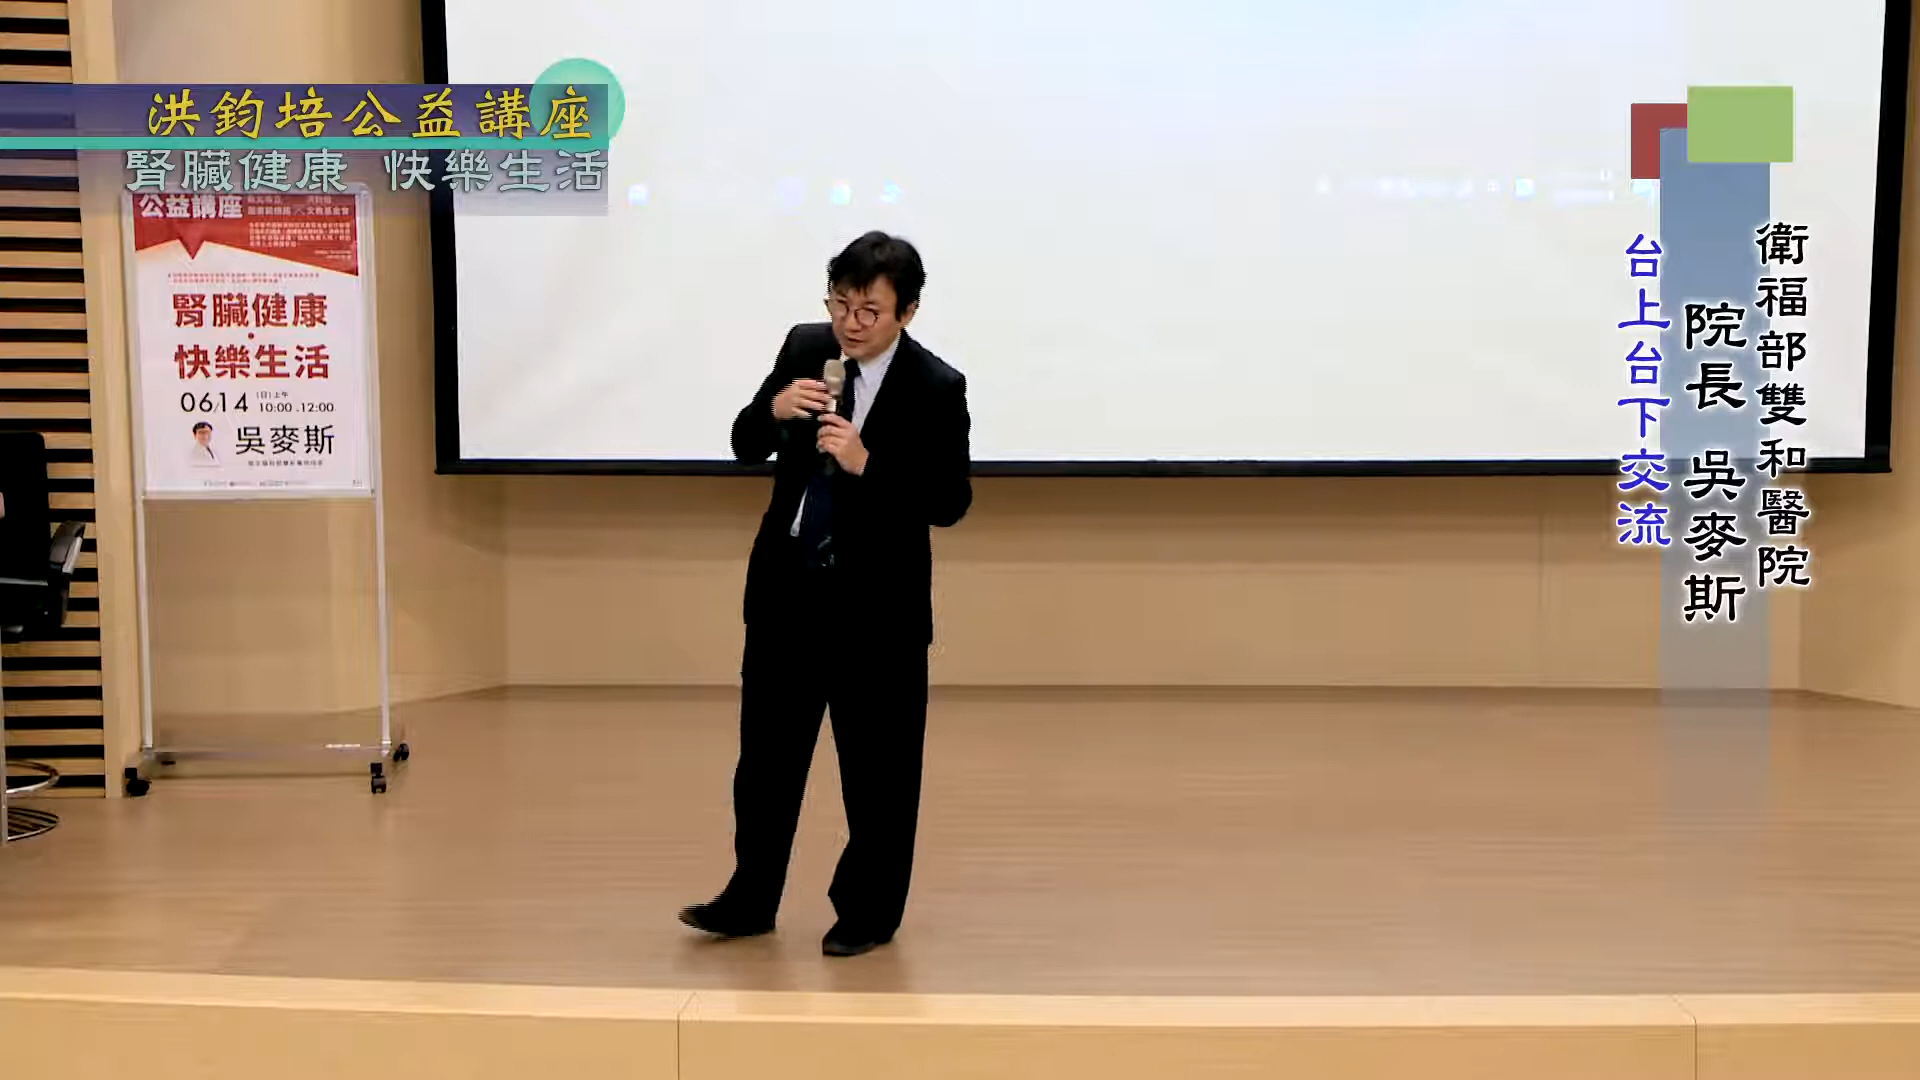 洪鈞培公益講座
腎臟健康 快樂生活
公益講座
腎臟健康
快樂生活
06/14 (日)上午 10:00-12:00
吳麥斯
衛福部雙和醫院
院長 吳麥斯
台上台下交流